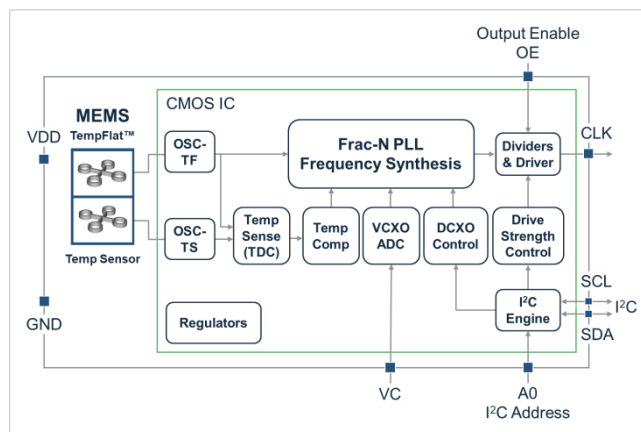 Output Enable
OE
CMOS IC
MEMS
TempFlat™
VDD
OSC-
TF
Frac-N PLL
Frequency Synthesis
Dividers
& Driver
CLK
OSC-
TS
Temp
Sense
(TDC)
Temp
Comp
VCXO
ADC
DCXO
Control
Drive
Strength
Control
Temp Sensor
GND
Regulators
I²C
Engine
SCL
I²C
SDA
VC
A0
I²C Address